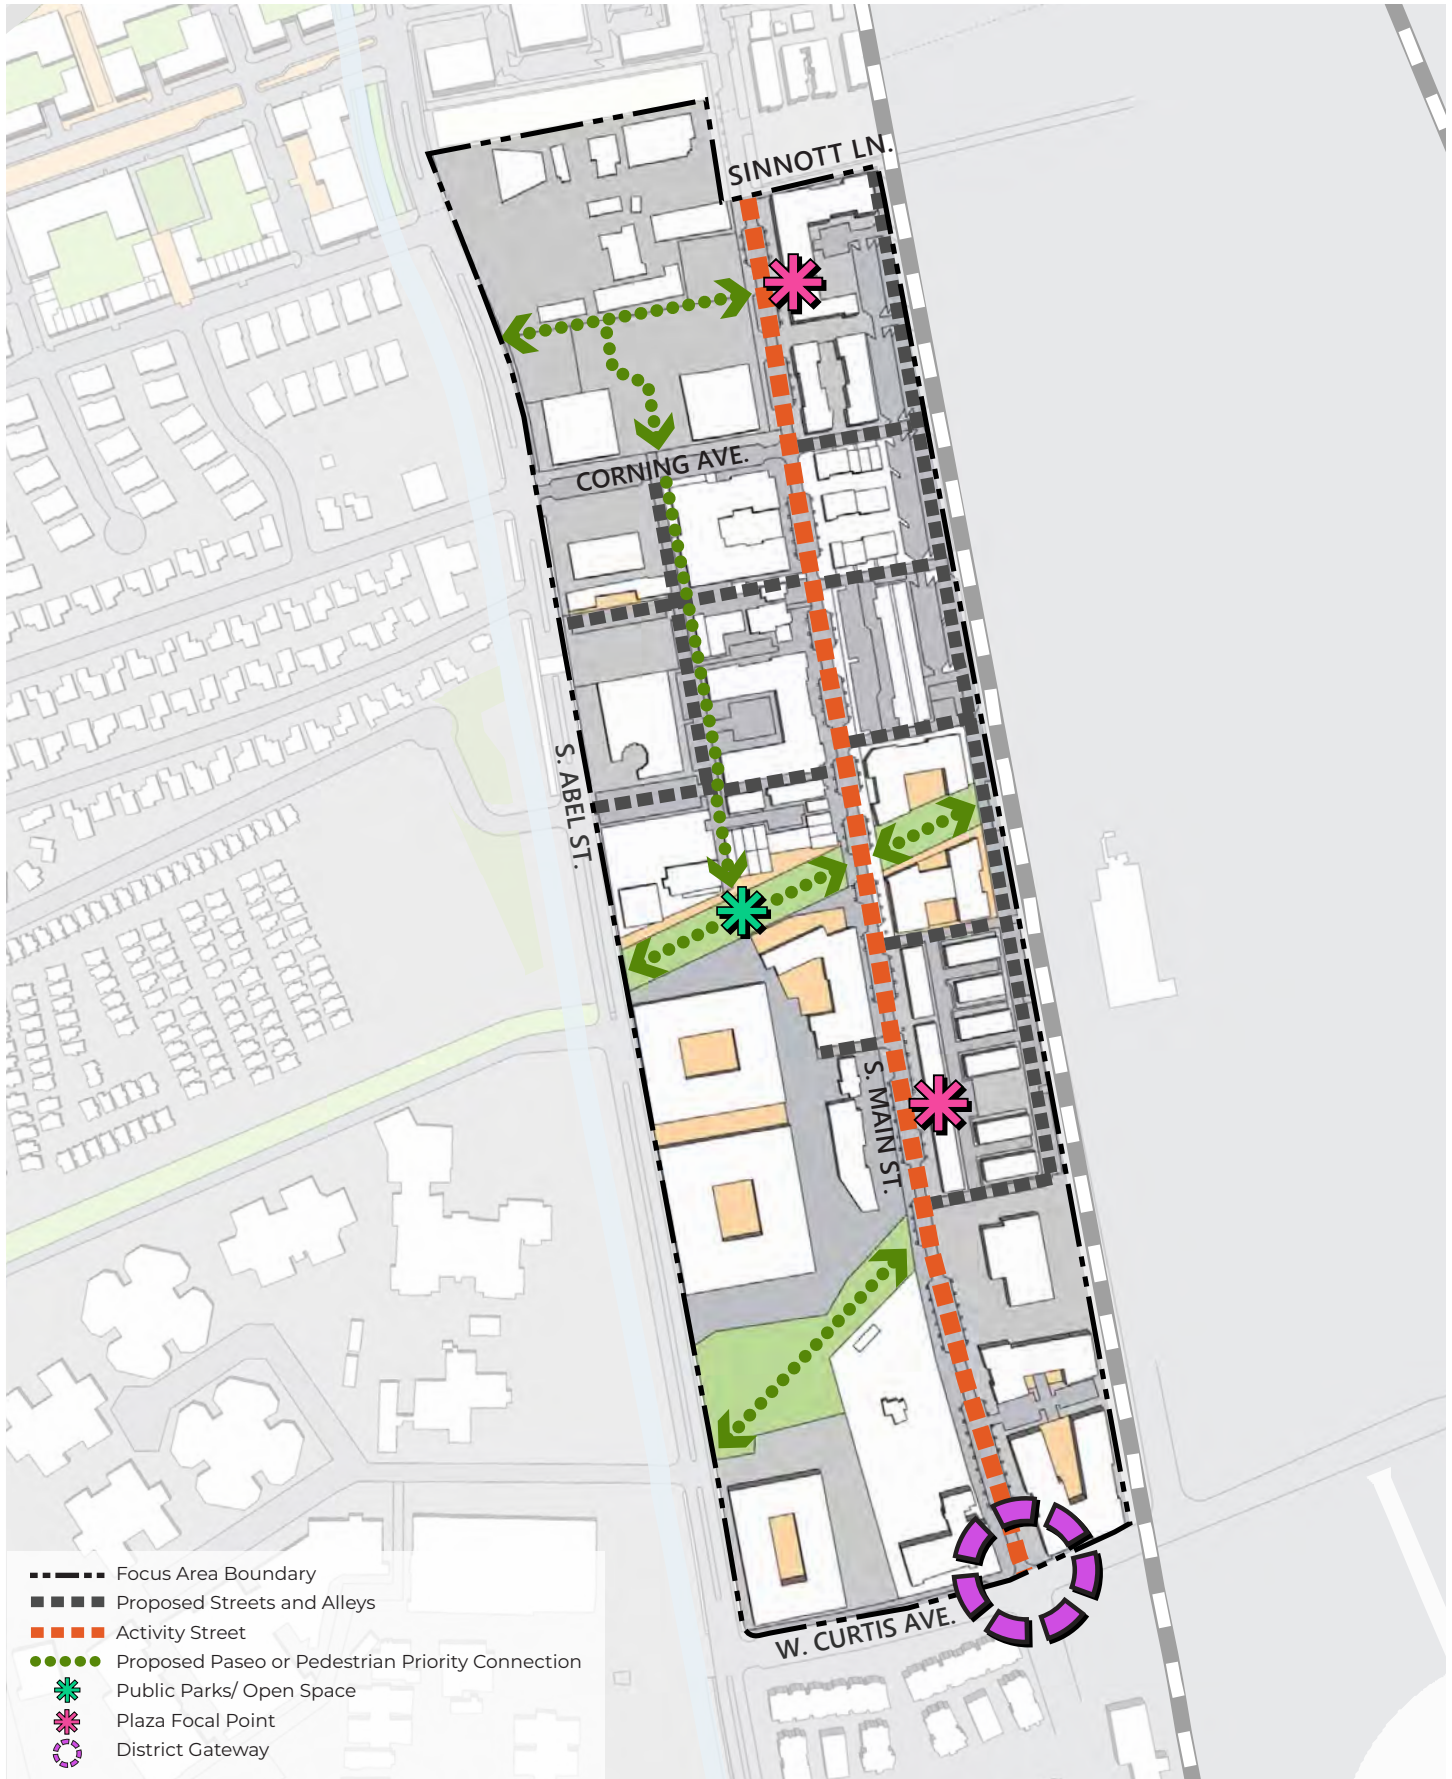 SINNOTT LN.
CORNING AVE.
S. ABEL ST.
S. MAIN ST.
W. CURTIS AVE.
Focus Area Boundary
Proposed Streets and Alleys
Activity Street
Proposed Paseo or Pedestrian Priority Connection
Public Parks/ Open Space
Plaza Focal Point
District Gateway